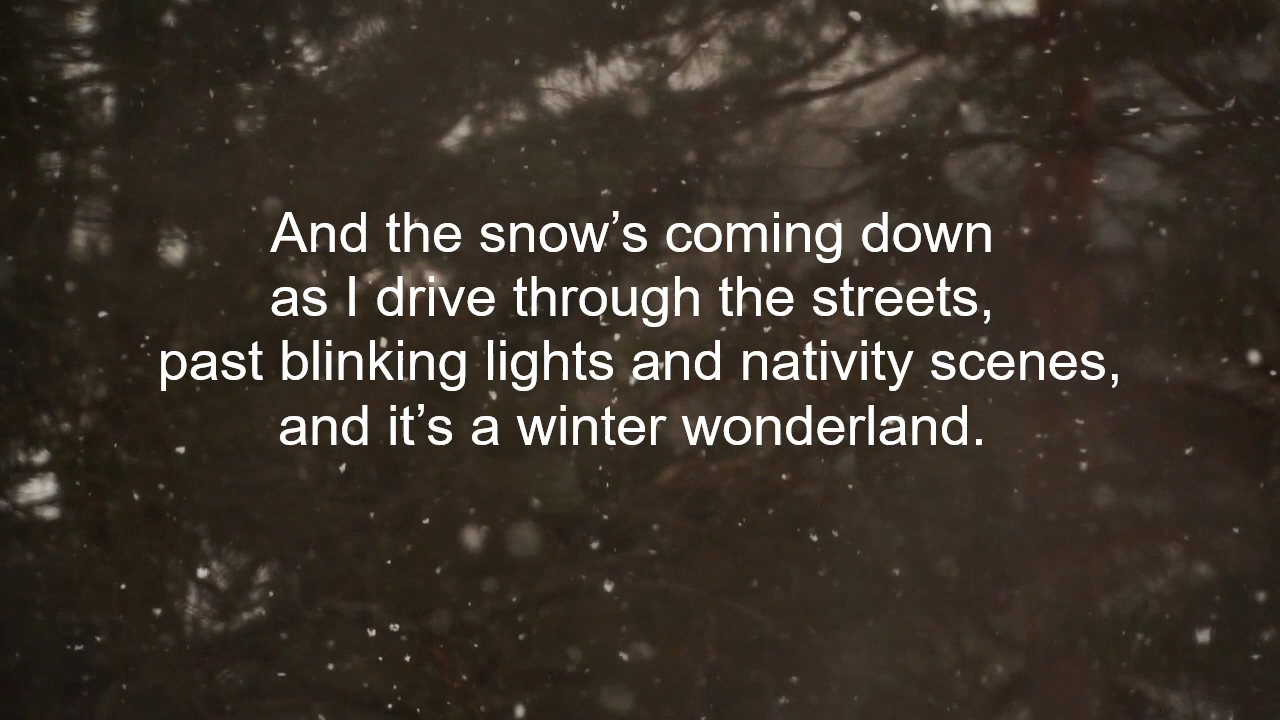 And the snow’s coming down
as I drive through the streets,
past blinking lights and nativity scenes,
and it’s a winter wonderland.